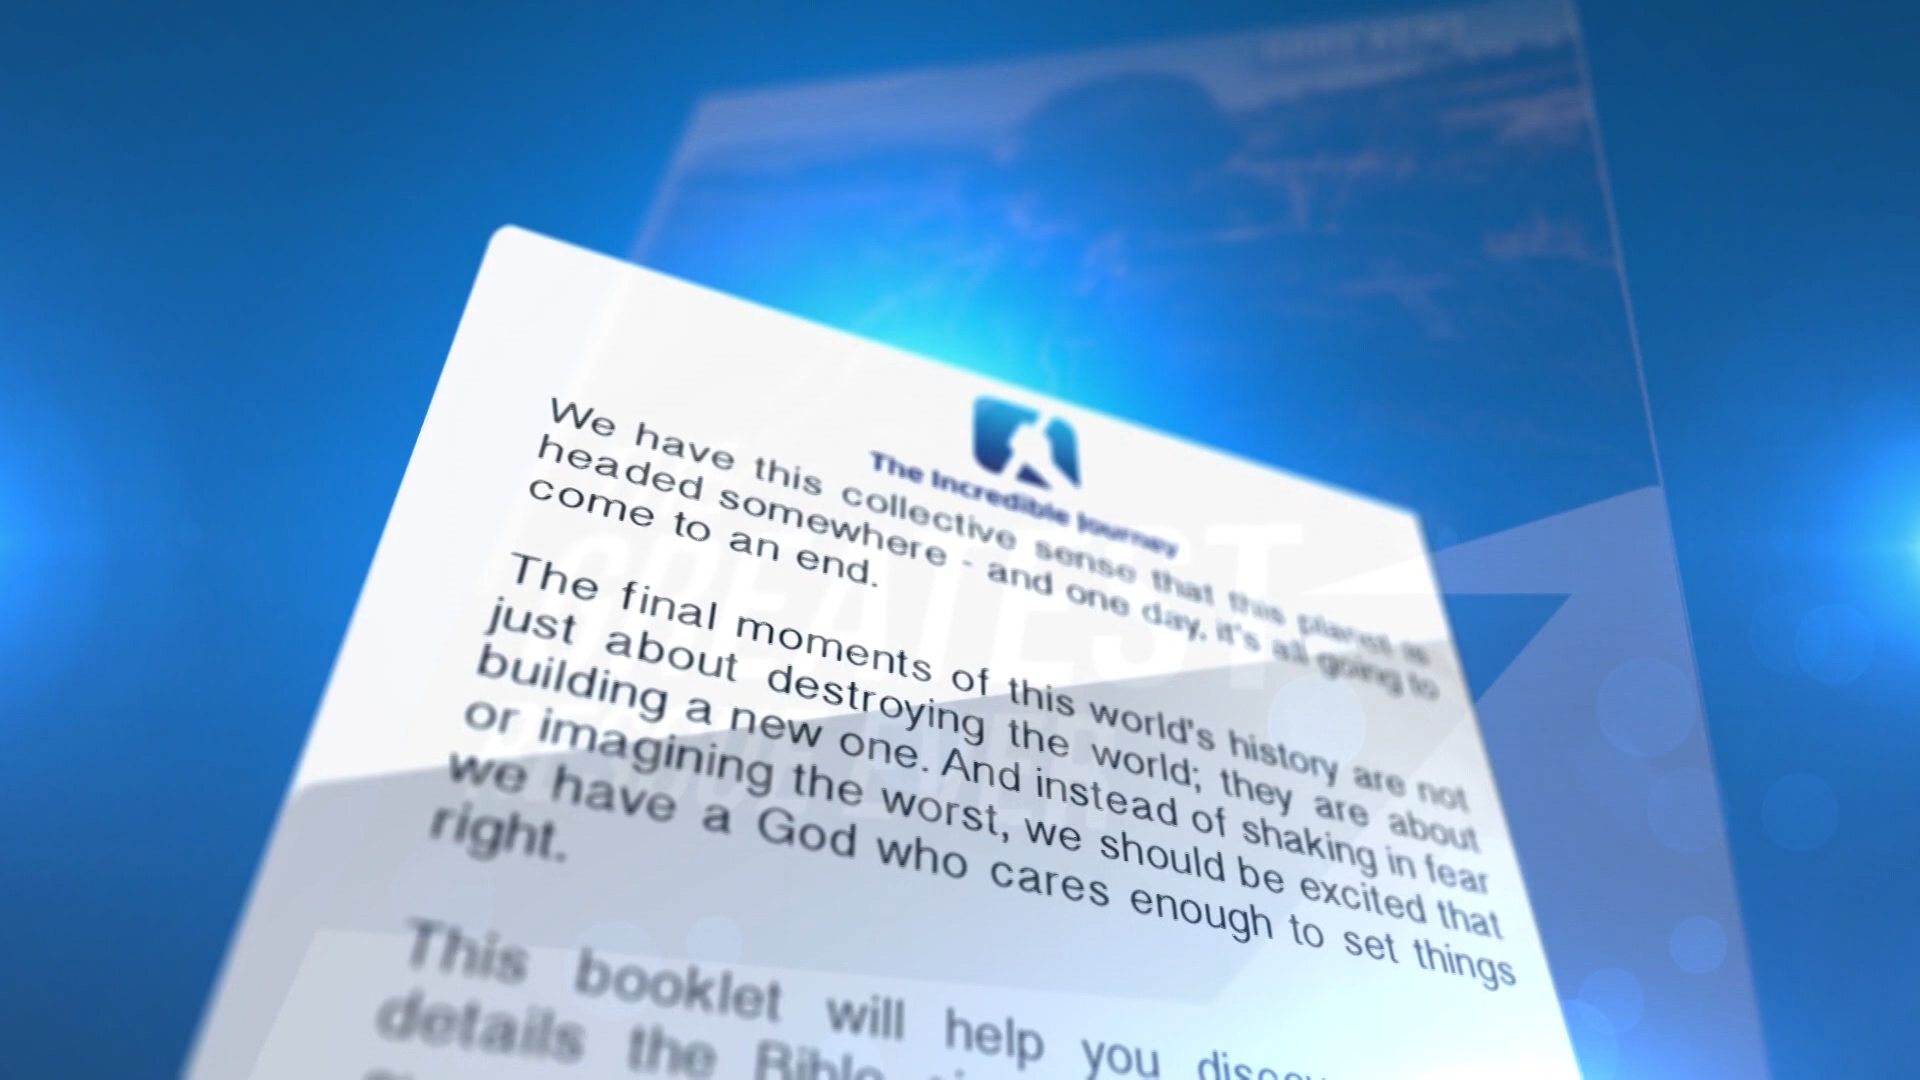 The Incredible Journey
We have this collective sense that this planet is
headed somewhere - and one day, it's all going to
come to an end.
The final moments of this world's history are not
just about destroying the world; they are about
building a new one. And instead of shaking in fear
or imagining the worst, we should be excited that
we have a God who cares enough to set things
right.
This booklet will help you
details the Bible
GREATEST